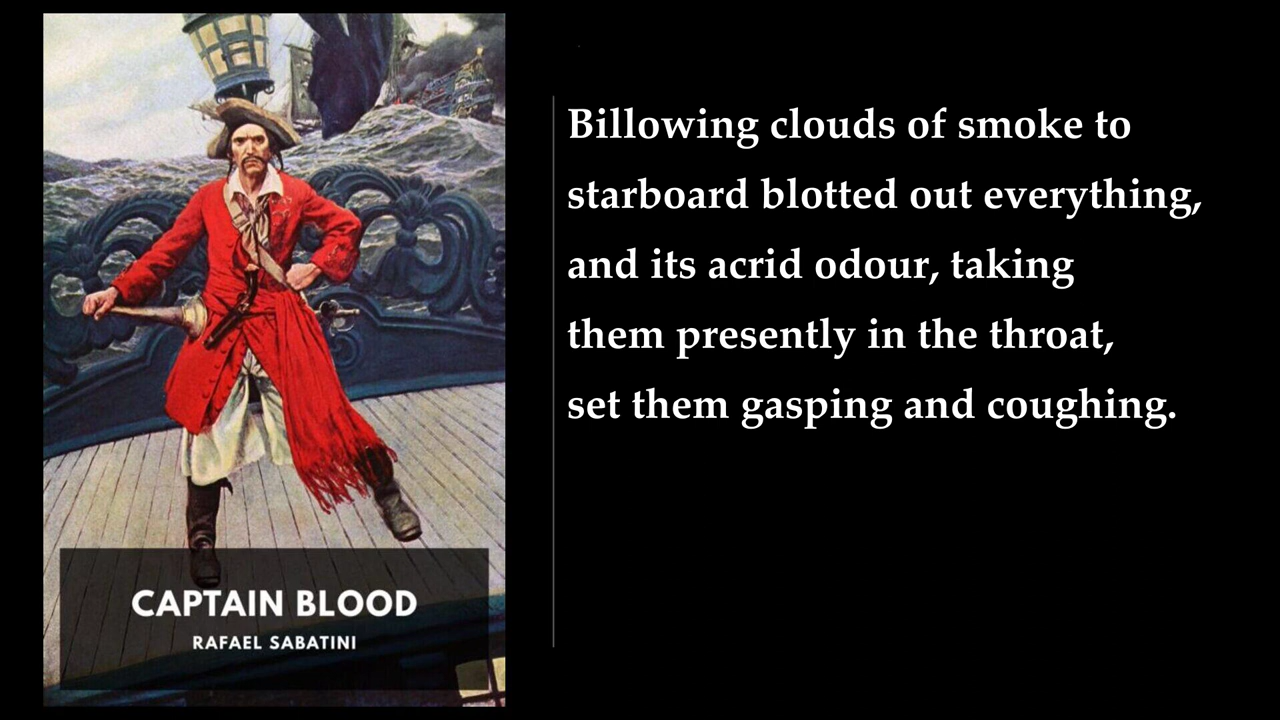 CAPTAIN BLOOD
RAFAEL SABATINI
Billowing clouds of smoke to
starboard blotted out everything,
and its acrid odour, taking
them presently in the throat,
set them gasping and coughing.